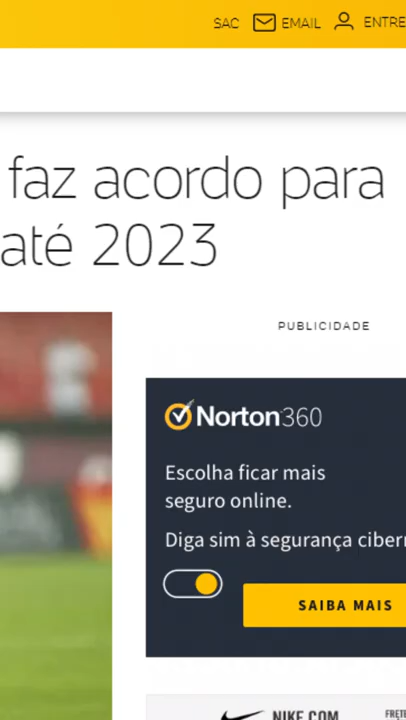 SAC EMAIL ENTRE
faz acordo para
até 2023
PUBLICIDADE
Norton360
Escolha ficar mais
seguro online.
Diga sim à segurança ciber
SAIBA MAIS
NIKE.COM FRETE